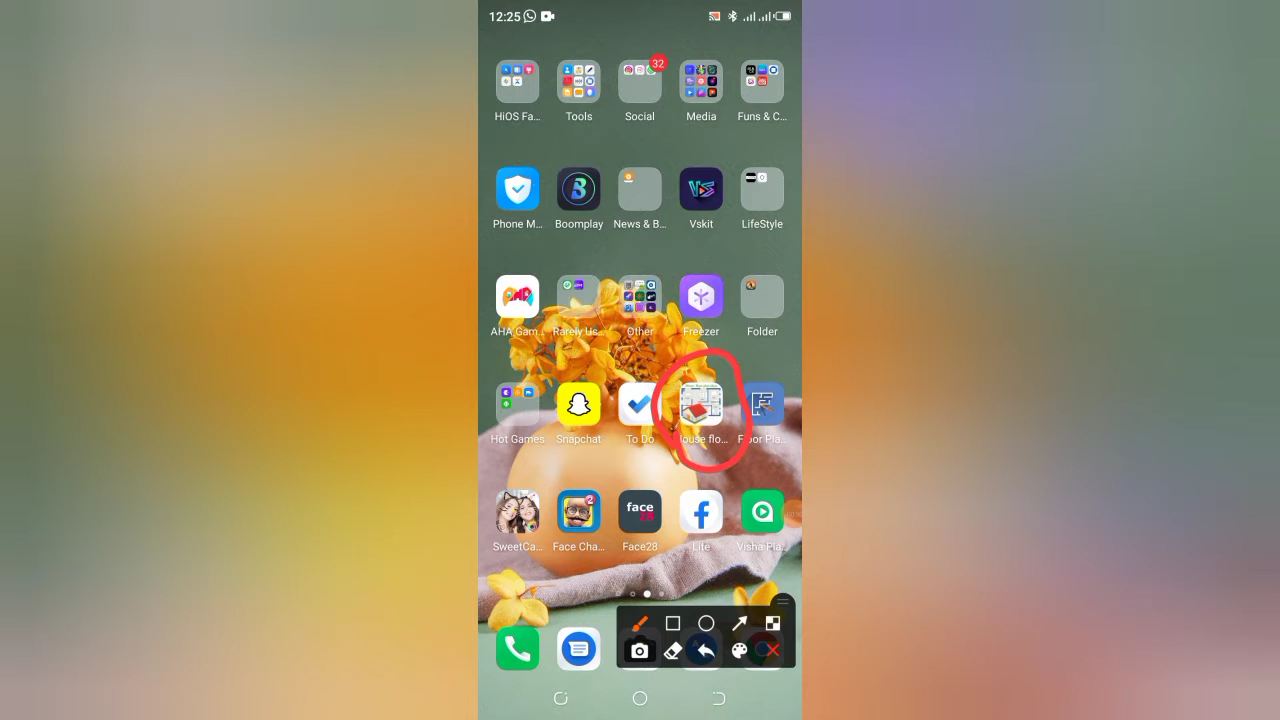 12:25
32
HiOS Fa... Tools Social Media Funs & C...
Phone M... Boomplay News & B... Vskit LifeStyle
AHA Gam... Rarely Us... Other Freezer Folder
Hot Games Snapchat To Do ouse flo... Floor Pla...
face
28
SweetCa... Face Cha... Face28 Lite Visha Pla...